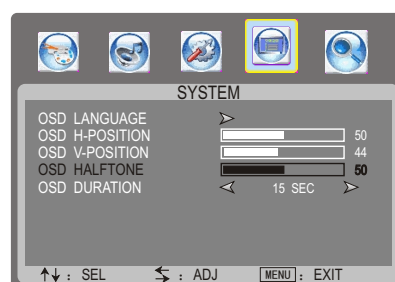 SYSTEM
OSD LANGUAGE
OSD H-POSITION 50
OSD V-POSITION 44
OSD HALFTONE 50
OSD DURATION 15 SEC
: SEL : ADJ MENU : EXIT